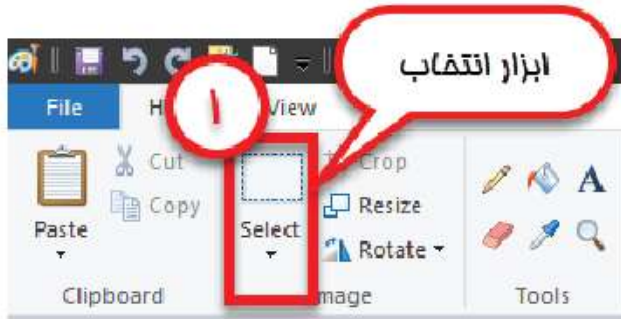 ابزار انتخاب
File
۱
View
Cut
Copy
Paste
Clipboard
Select
Crop
Resize
Rotate
Image
Tools
A